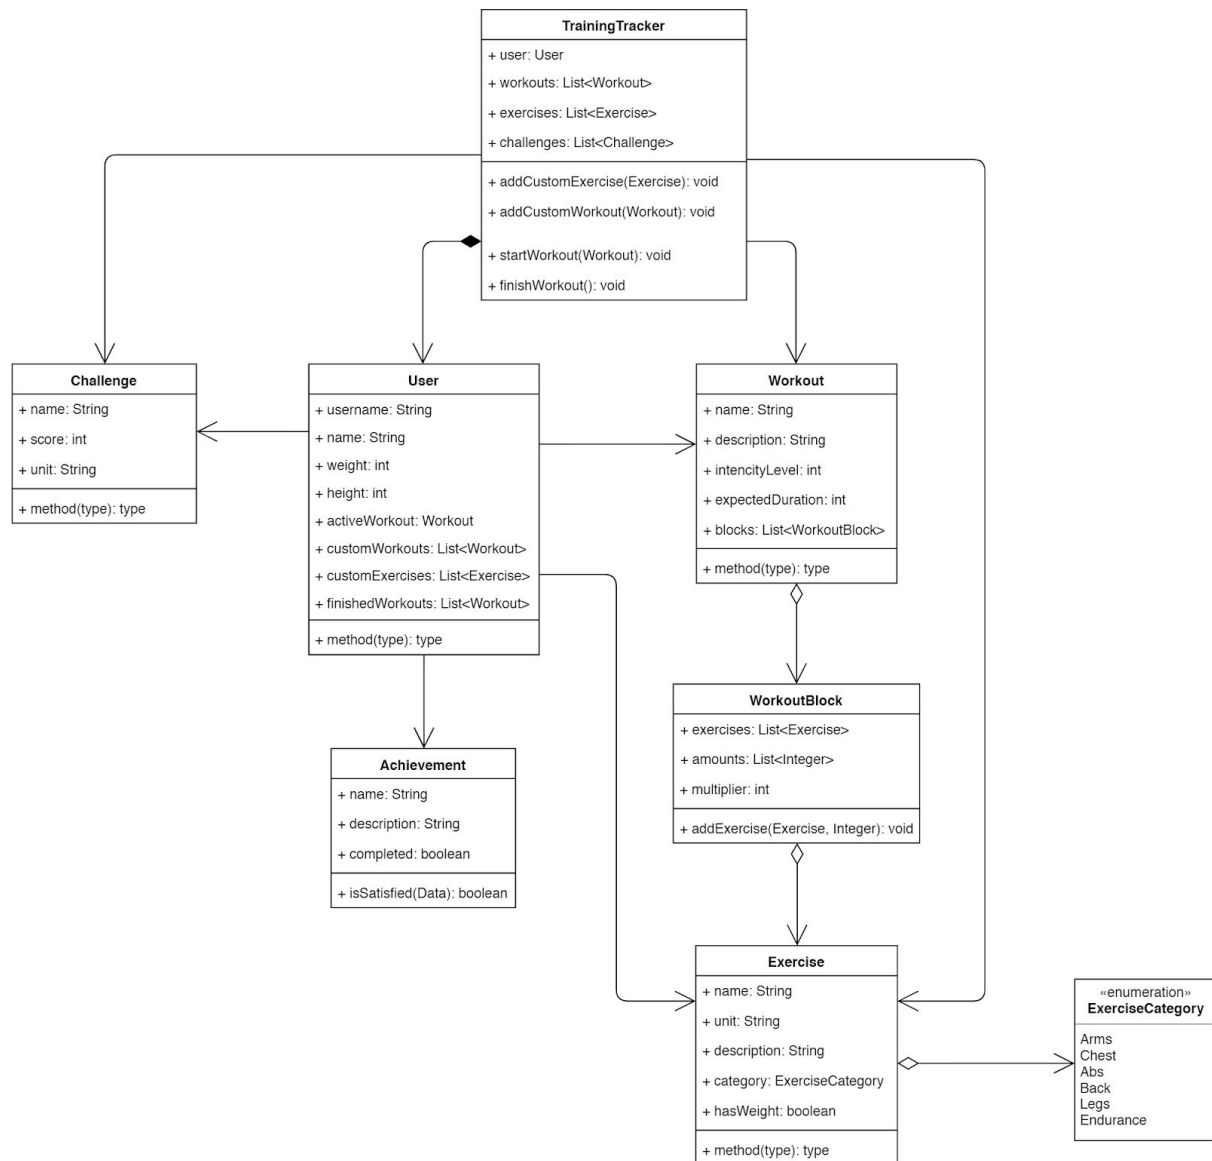 TrainingTracker
+ user: User
+ workouts: List<Workout>
+ exercises: List<Exercise>
+ challenges: List<Challenge>
+ addCustomExercise(Exercise): void
+ addCustomWorkout(Workout): void
+ startWorkout(Workout): void
+ finishWorkout(): void
Challenge
+ name: String
+ score: int
+ unit: String
+ method(type): type
User
+ username: String
+ name: String
+ weight: int
+ height: int
+ activeWorkout: Workout
+ customWorkouts: List<Workout>
+ customExercises: List<Exercise>
+ finishedWorkouts: List<Workout>
+ method(type): type
Workout
+ name: String
+ description: String
+ intencityLevel: int
+ expectedDuration: int
+ blocks: List<WorkoutBlock>
+ method(type): type
WorkoutBlock
+ exercises: List<Exercise>
+ amounts: List<Integer>
+ multiplier: int
+ addExercise(Exercise, Integer): void
Achievement
+ name: String
+ description: String
+ completed: boolean
+ isSatisfied(Data): boolean
Exercise
+ name: String
+ unit: String
+ description: String
+ category: ExerciseCategory
+ hasWeight: boolean
+ method(type): type
«enumeration»
ExerciseCategory
Arms
Chest
Abs
Back
Legs
Endurance